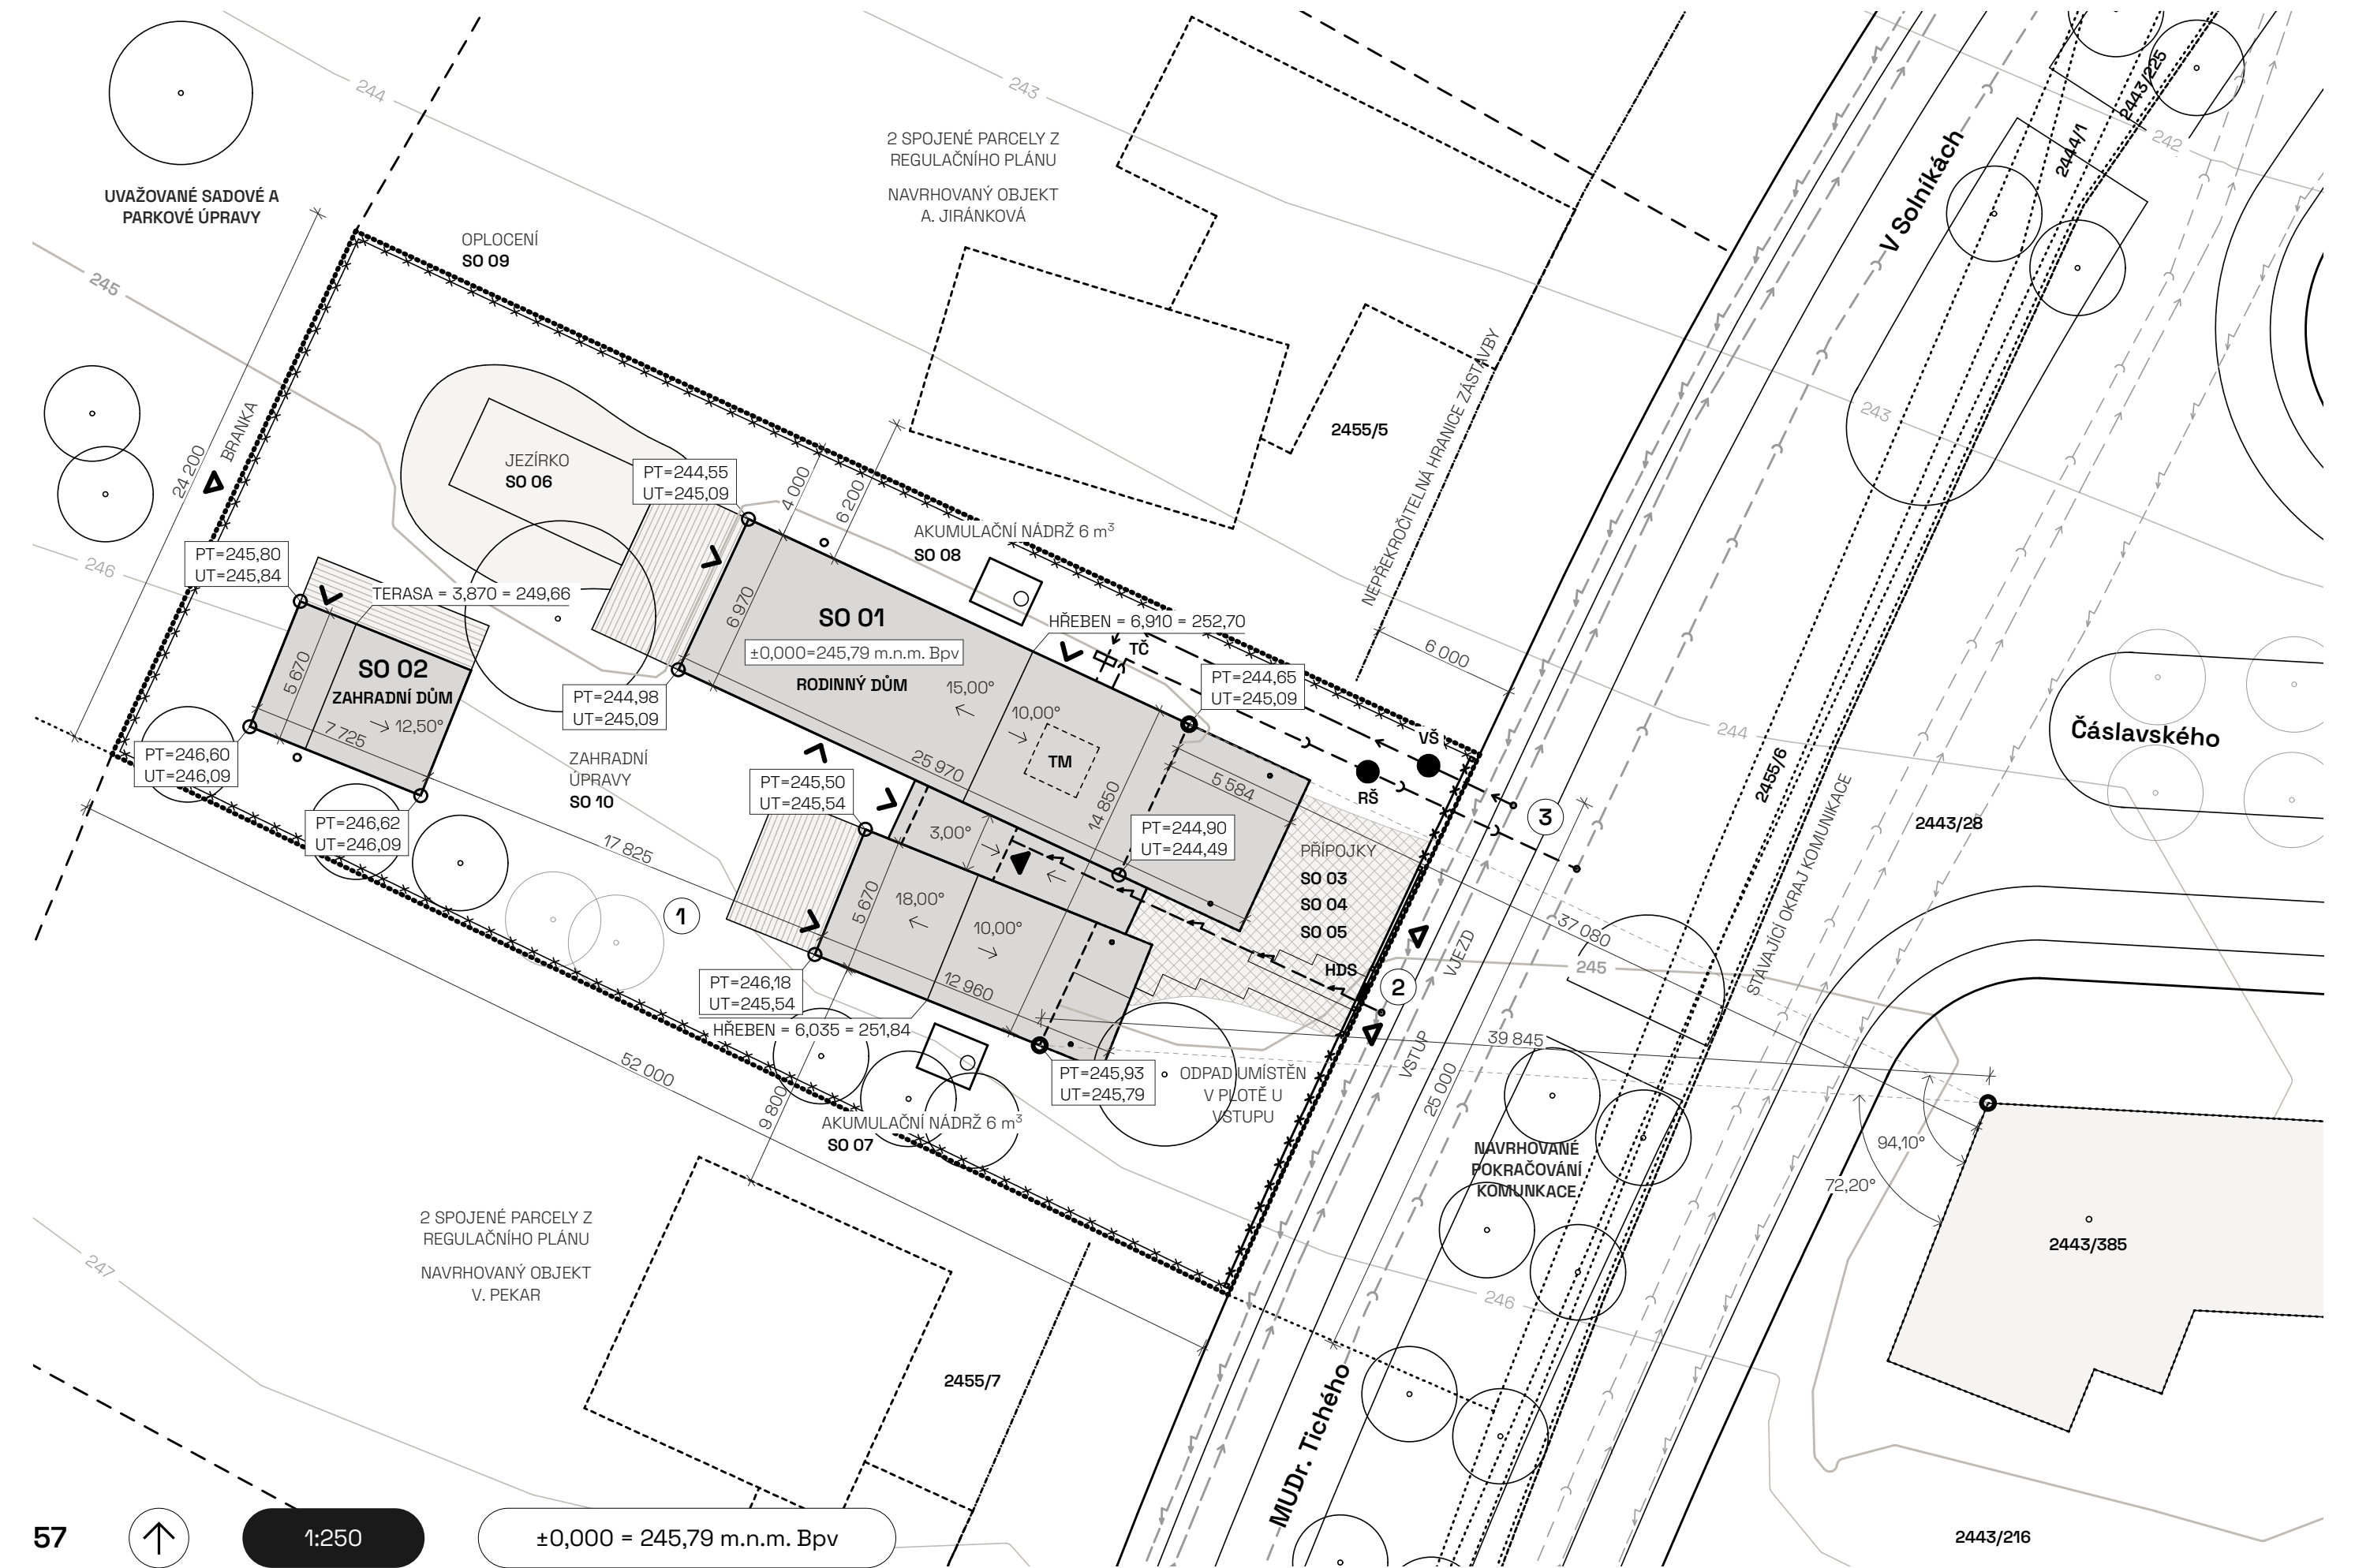 244
243
2443/225
242
2444/1
V Solníkách
2 SPOJENÉ PARCELY Z
REGULAČNÍHO PLÁNU
NAVRHOVANÝ OBJEKT
A. JIRÁNKOVÁ
UVAŽOVANÉ SADOVÉ A
PARKOVÉ ÚPRAVY
OPLOCENÍ
SO 09
245
24 200
BRANKA
JEZÍRKO
SO 06
PT=244,55
UT=245,09
4 000
6 200
2455/5
243
NEPŘEKROČITELNÁ HRANICE ZÁSTAVBY
AKUMULAČNÍ NÁDRŽ 6 m³
SO 08
246
PT=245,80
UT=245,84
TERASA = 3,870 = 249,66
6 970
SO 01
±0,000=245,79 m.n.m. Bpv
RODINNÝ DŮM
HŘEBEN = 6,910 = 252,70
TČ
6 000
5 670
SO 02
ZAHRADNÍ DŮM
12,50°
7 725
PT=244,98
UT=245,09
15,00°
10,00°
TM
PT=244,65
UT=245,09
244
VŠ
RŠ
Čáslavského
2455/6
PT=246,60
UT=246,09
ZAHRADNÍ
ÚPRAVY
SO 10
25 970
5 584
14 850
PT=245,50
UT=245,54
3,00°
PT=244,90
UT=244,49
3
2443/28
PT=246,62
UT=246,09
17 825
PŘÍPOJKY
SO 03
SO 04
SO 05
HDS
1
5 670
18,00°
10,00°
37 080
245
VJEZD
2
STÁVAJÍCÍ OKRAJ KOMUNIKACE
PT=246,18
UT=245,54
12 960
HŘEBEN = 6,035 = 251,84
39 845
VSTUP
52 000
9 800
PT=245,93
UT=245,79
ODPAD UMÍSTĚN
V PLOTĚ U
VSTUPU
25 000
AKUMULAČNÍ NÁDRŽ 6 m³
SO 07
NAVRHOVANÉ
POKRAČOVÁNÍ
KOMUNKACE
94,10°
72,20°
2 SPOJENÉ PARCELY Z
REGULAČNÍHO PLÁNU
NAVRHOVANÝ OBJEKT
V. PEKAR
2443/385
247
246
2455/7
MUDr. Tichého
57
1:250
±0,000 = 245,79 m.n.m. Bpv
2443/216